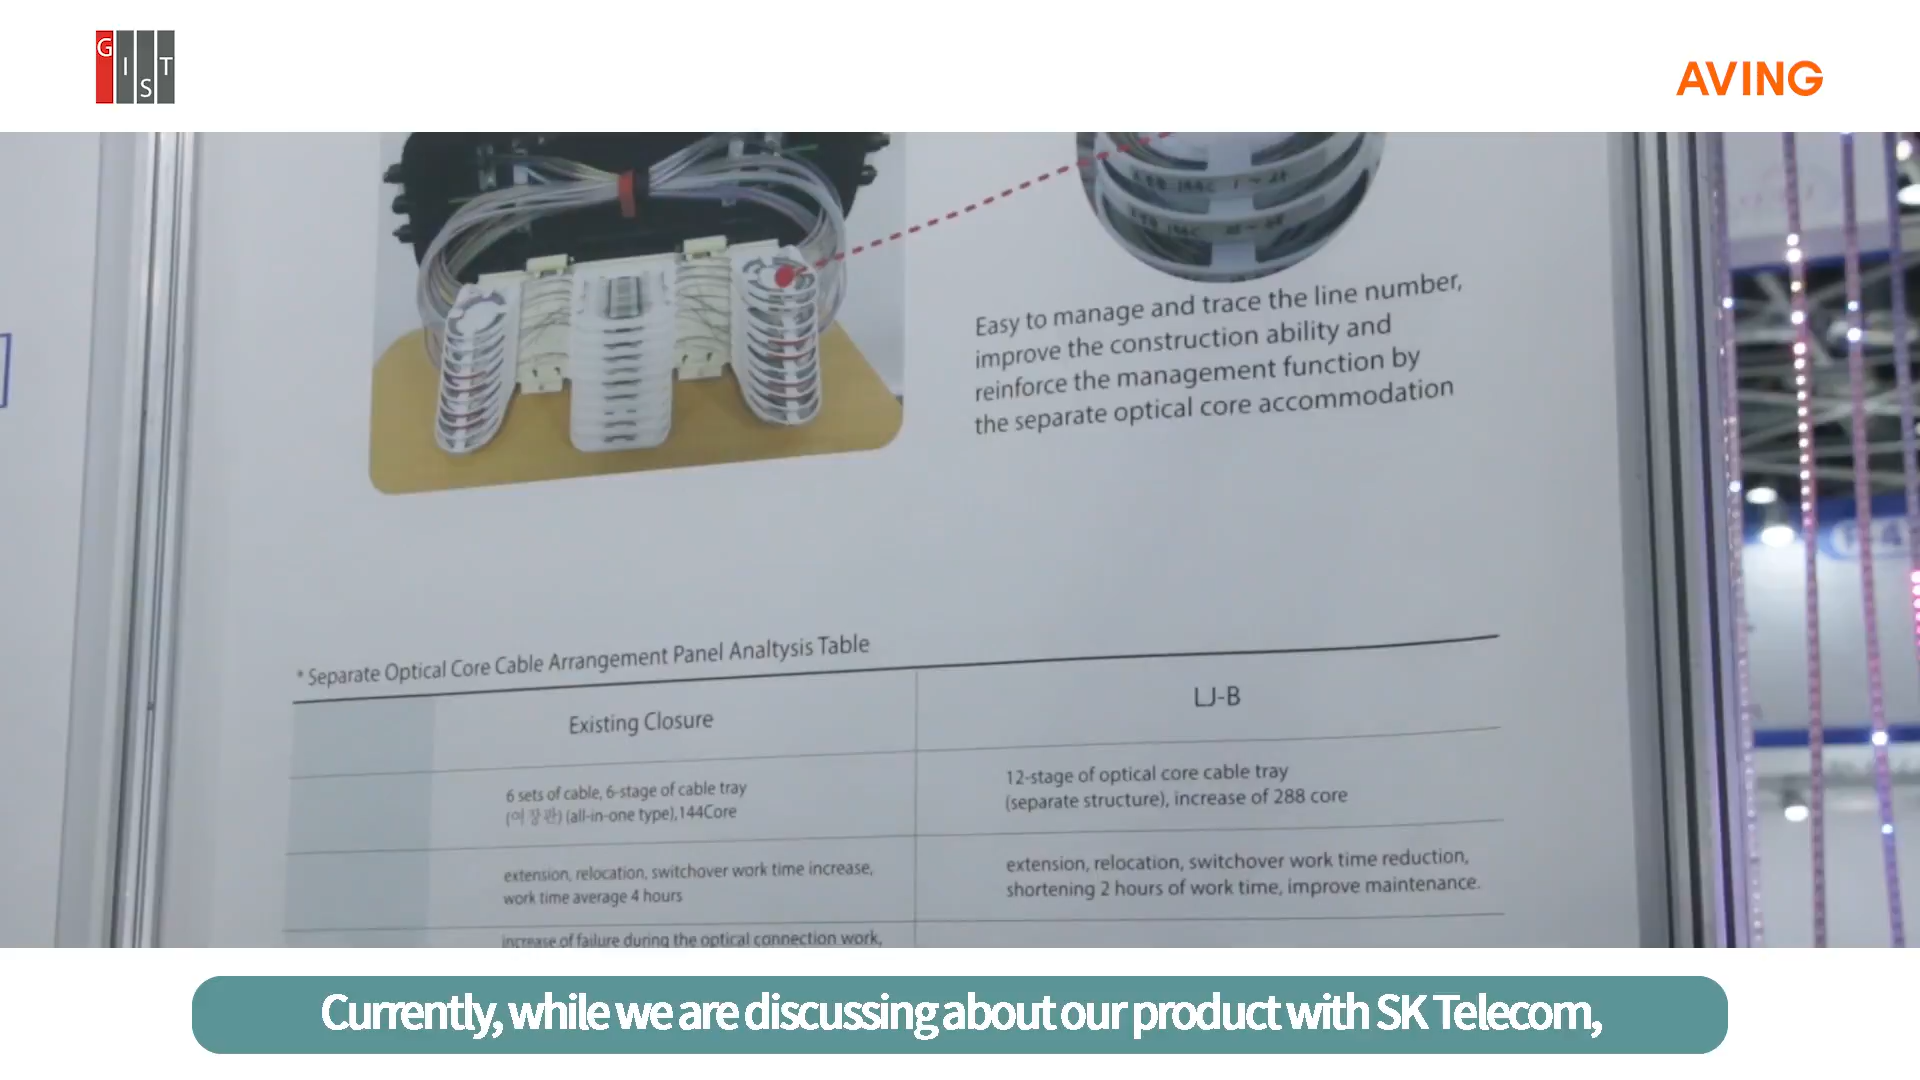 GIST
AVING
Easy to manage and trace the line number,
improve the construction ability and
reinforce the management function by
the separate optical core accommodation
* Separate Optical Core Cable Arrangement Panel Analtysis Table
Existing Closure
LJ-B
6 sets of cable, 6-stage of cable tray
(여장판) (all-in-one type),144Core
12-stage of optical core cable tray
(separate structure), increase of 288 core
extension, relocation, switchover work time increase,
work time average 4 hours
extension, relocation, switchover work time reduction,
shortening 2 hours of work time, improve maintenance.
increase of failure during the optical connection work,
Currently, while we are discussing about our product with SK Telecom,